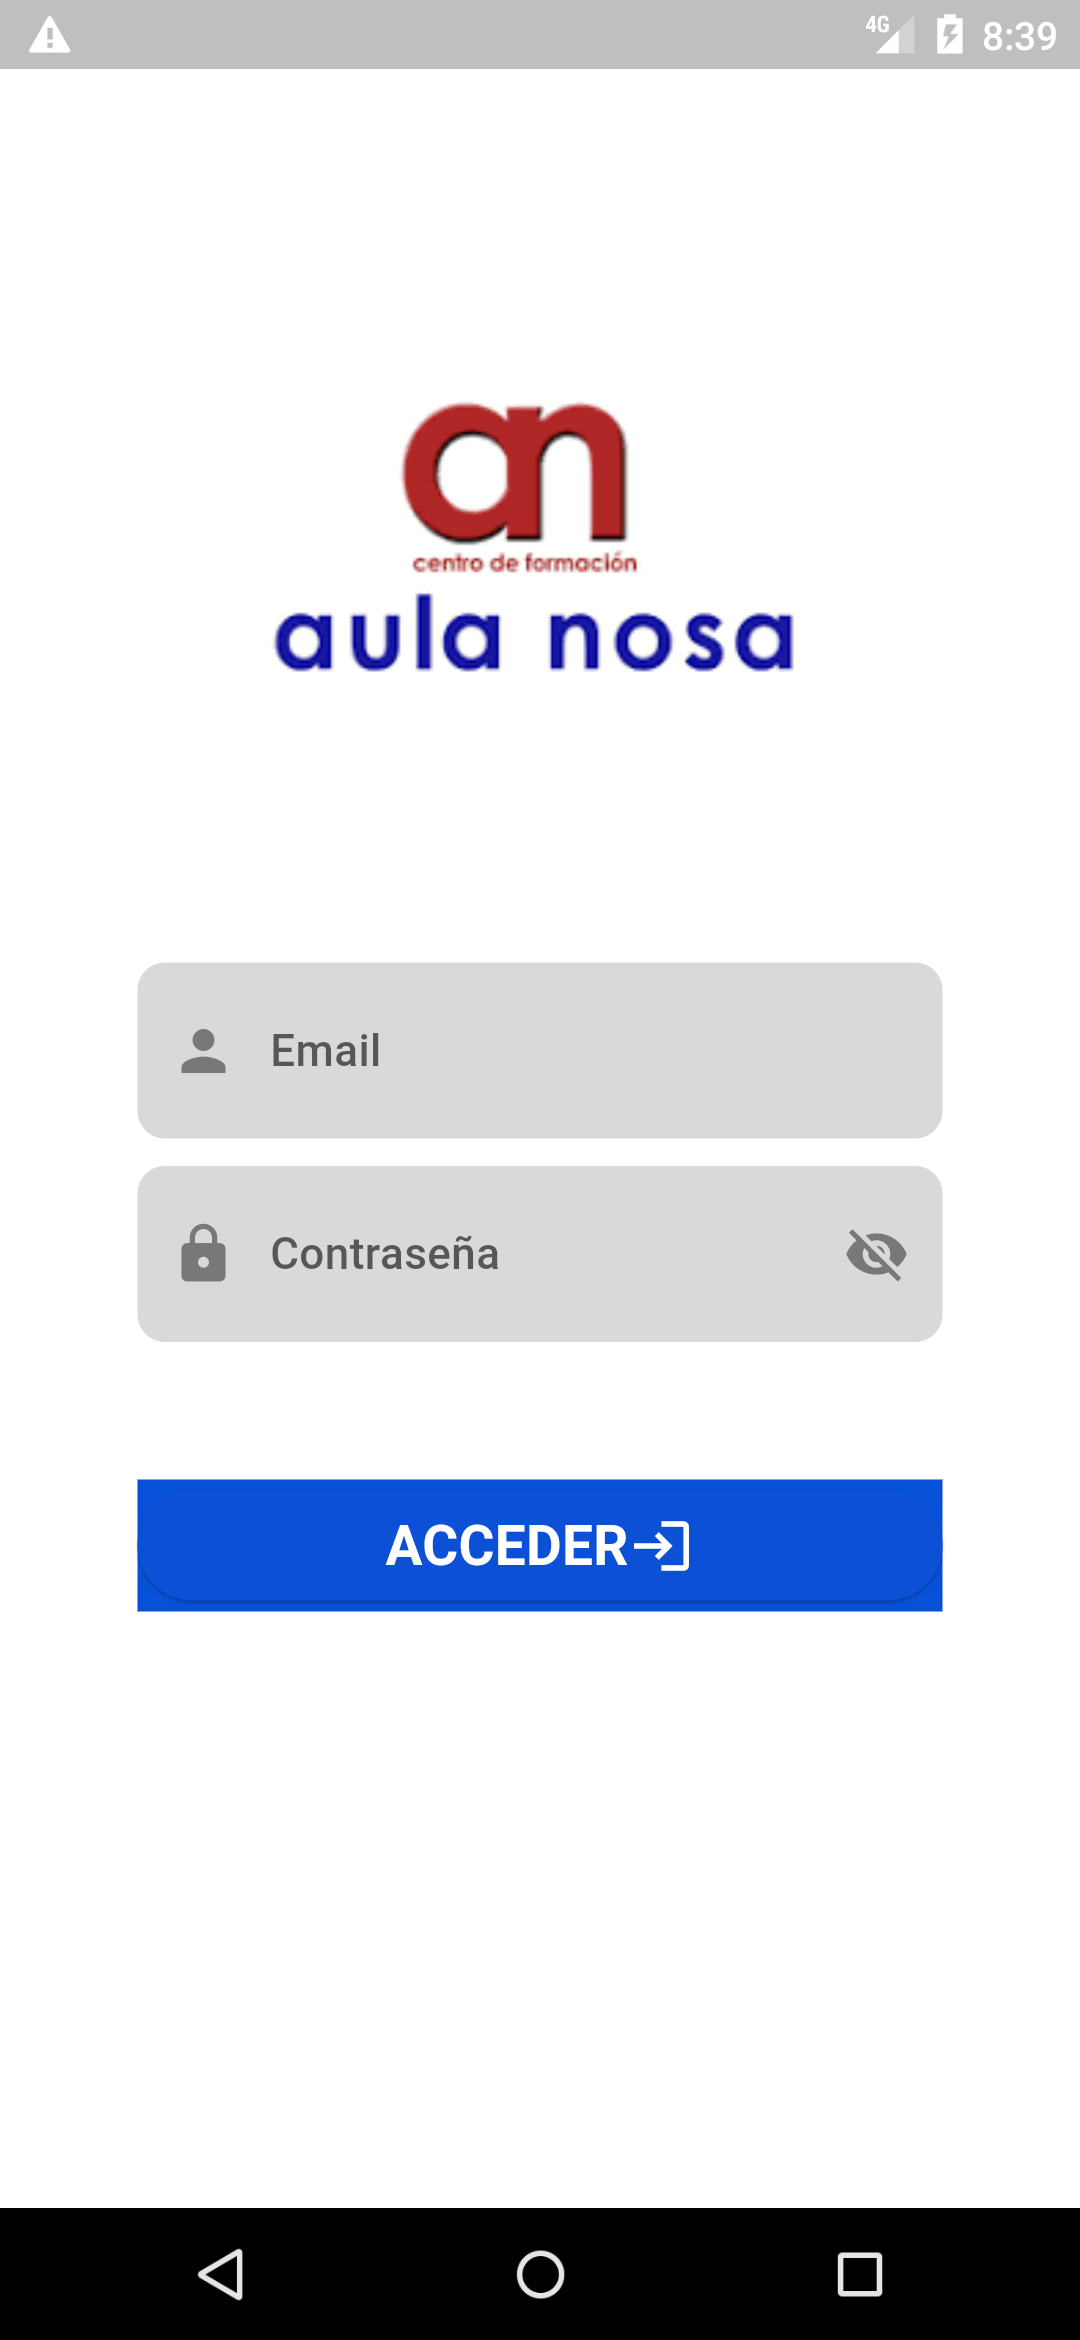 4G 8:39
an
centro de formación
aula nosa
Email
Contraseña
ACCEDER